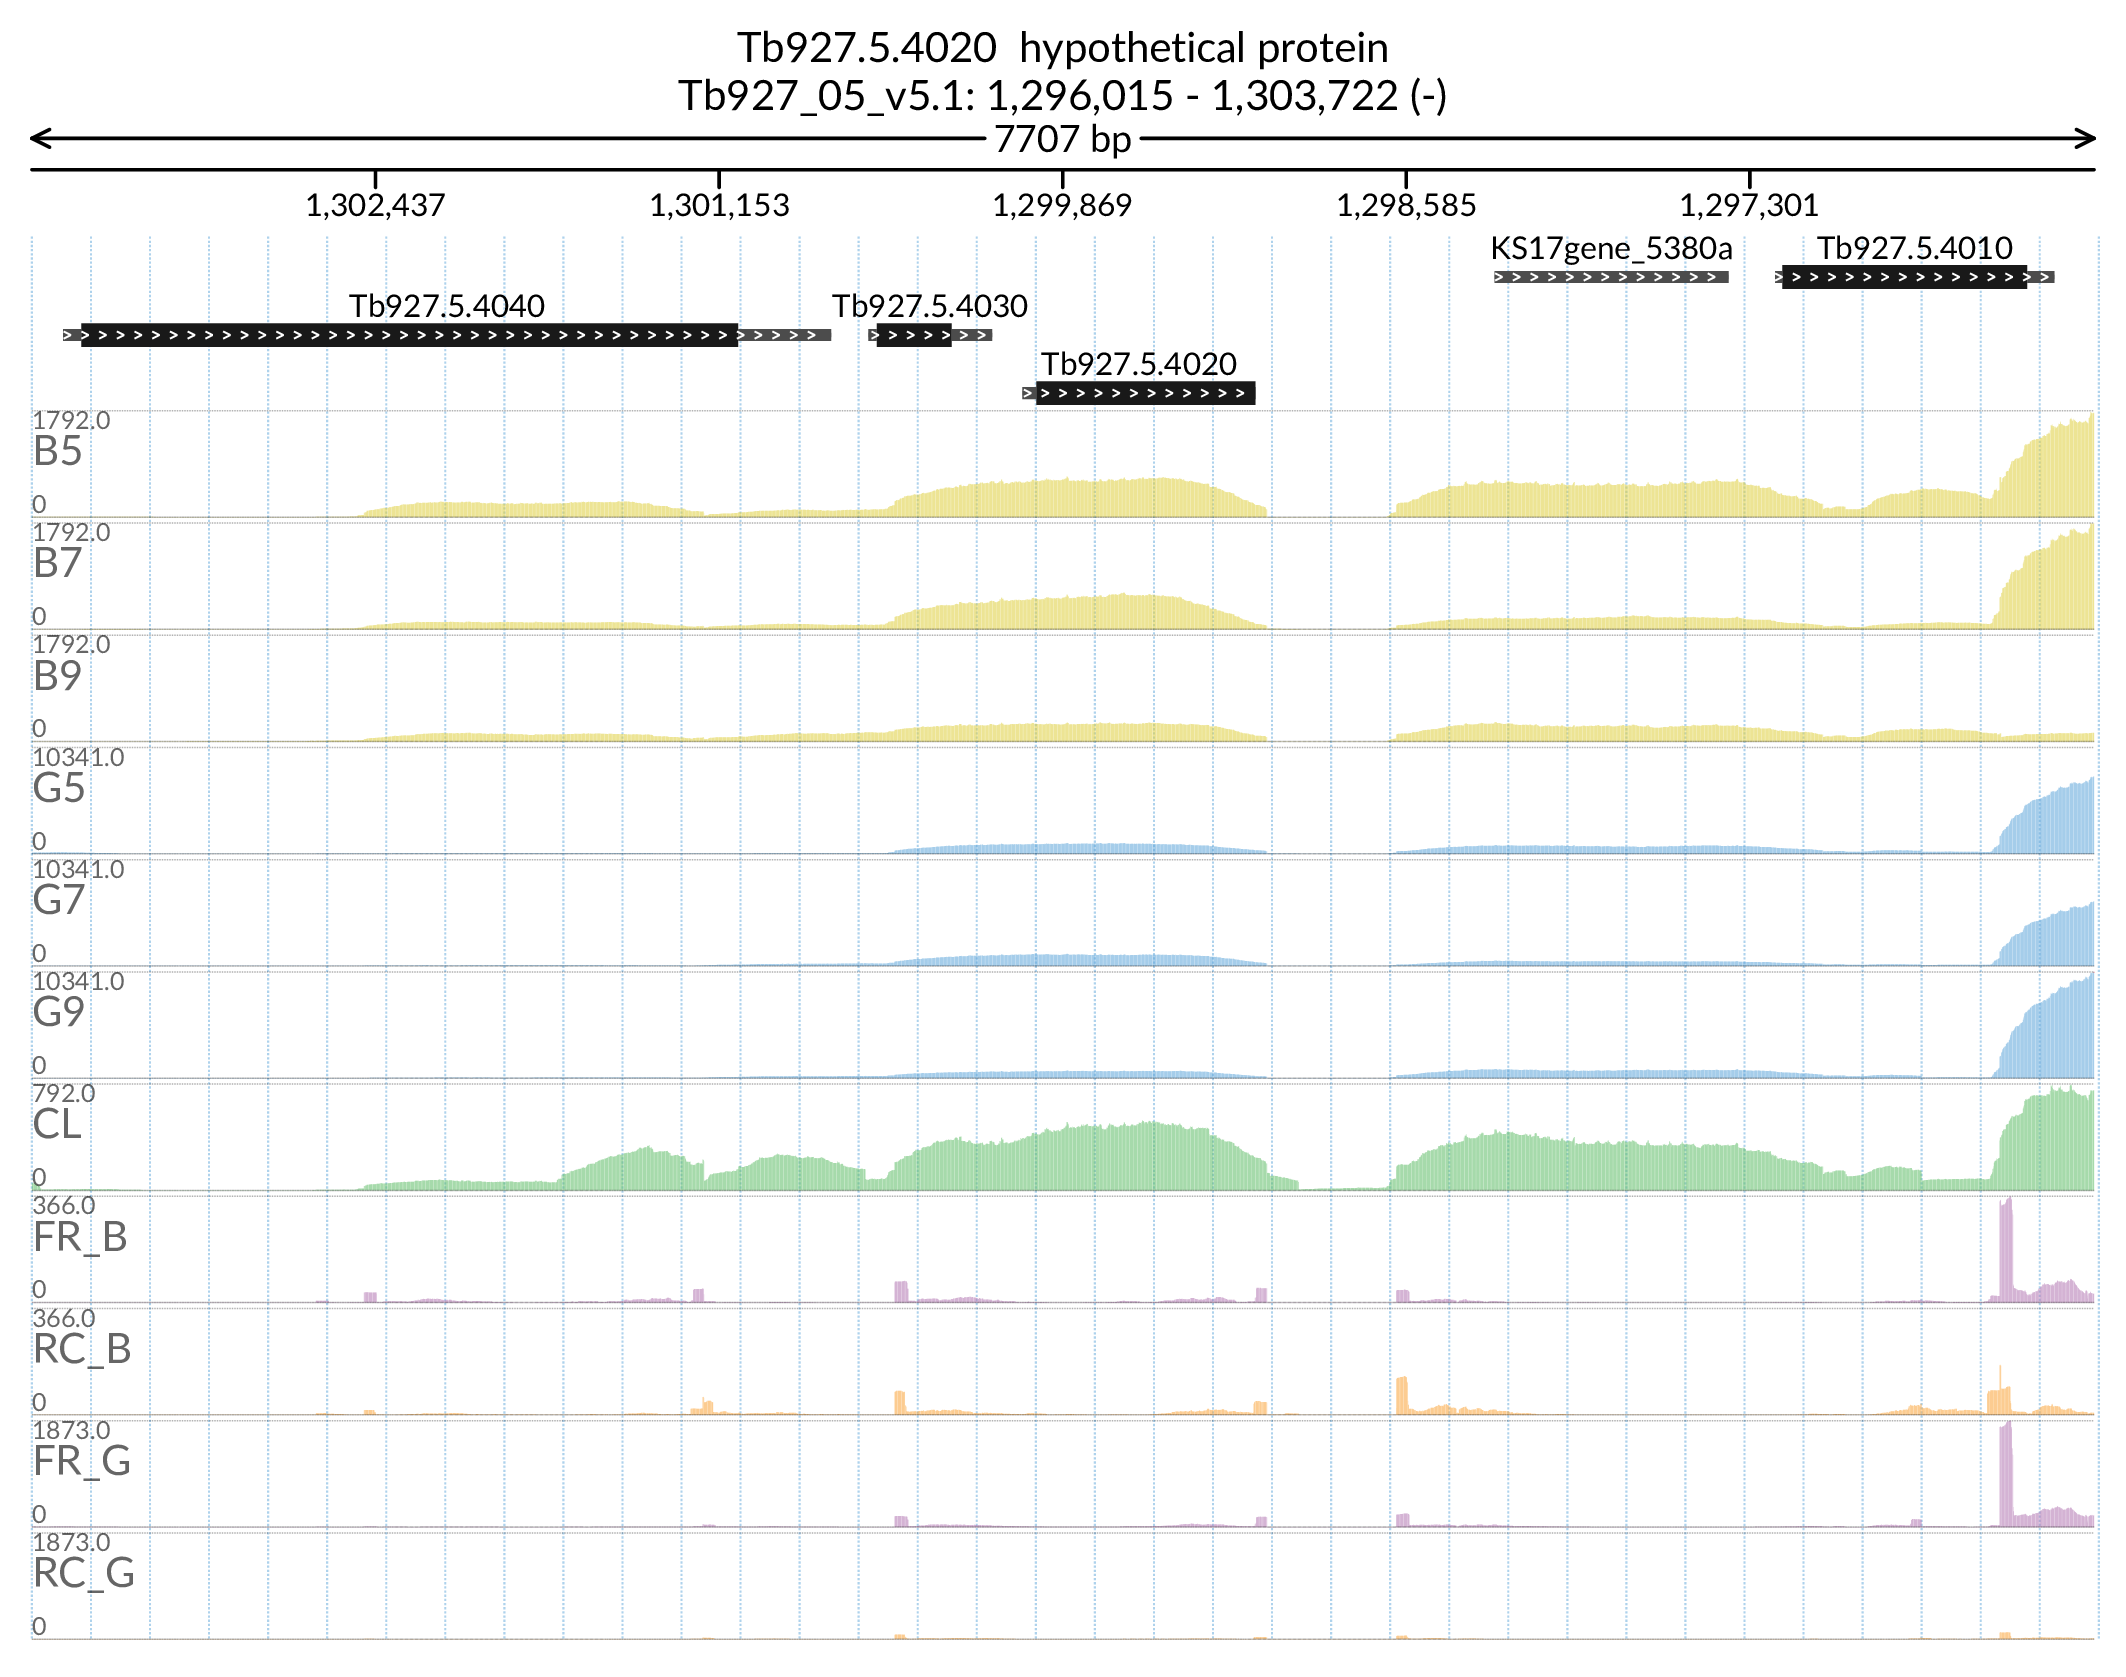 Tb927.5.4020 hypothetical protein
Tb927_05_v5.1: 1,296,015 - 1,303,722 (-)
7707 bp
1,302,437 1,301,153 1,299,869 1,298,585 1,297,301
KS17gene_5380a Tb927.5.4010
Tb927.5.4040 Tb927.5.4030
Tb927.5.4020
1792.0
B5
0
1792.0
B7
0
1792.0
B9
0
10341.0
G5
0
10341.0
G7
0
10341.0
G9
0
792.0
CL
0
366.0
FR_B
0
366.0
RC_B
0
1873.0
FR_G
0
1873.0
RC_G
0